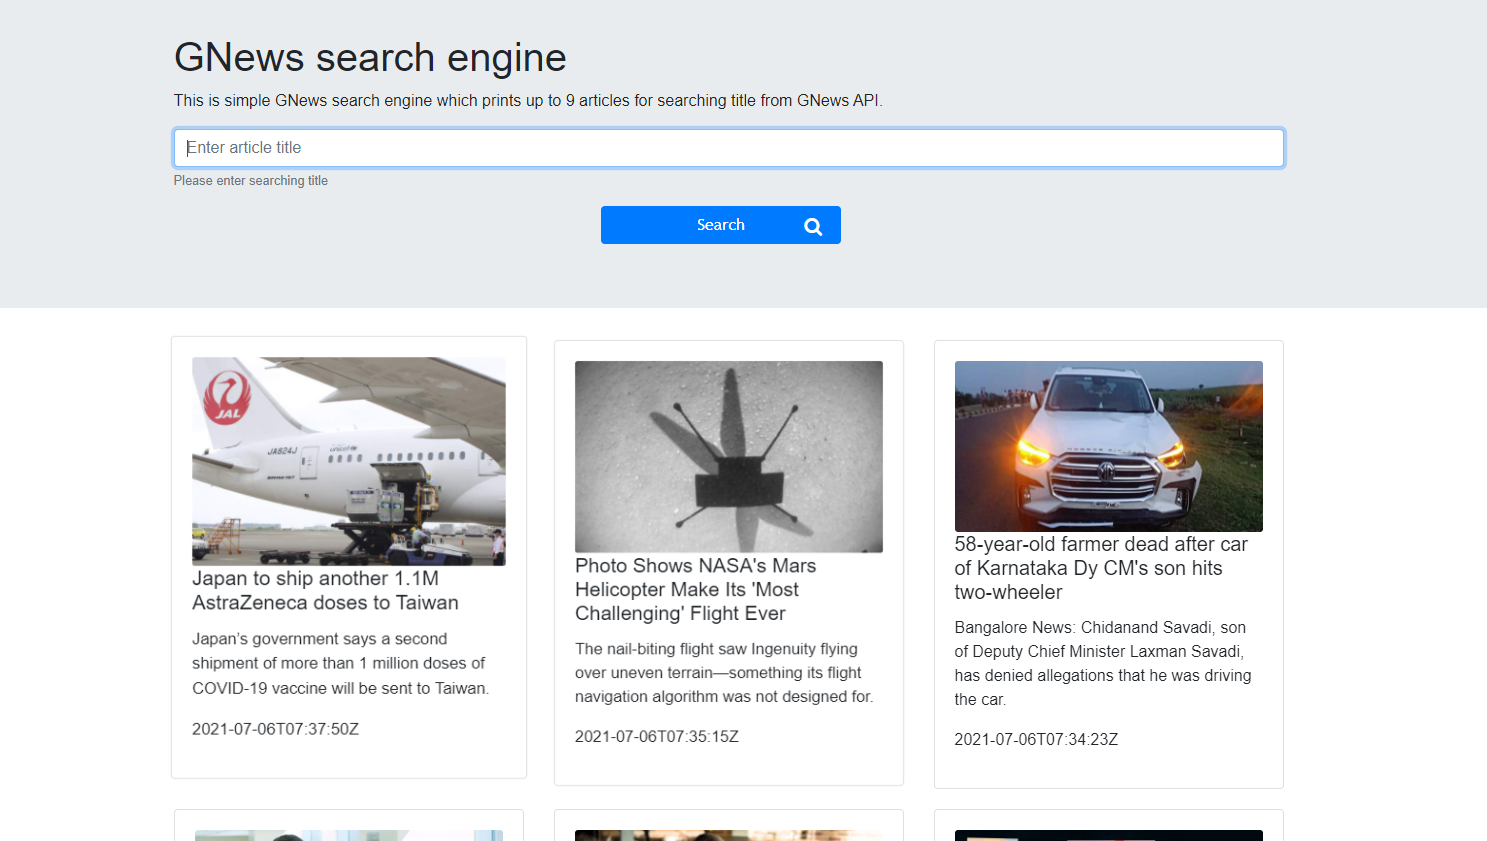 GNews search engine
This is simple GNews search engine which prints up to 9 articles for searching title from GNews API.
Enter article title
Please enter searching title
Search
JAL
JA824J
unicef
Japan to ship another 1.1M
AstraZeneca doses to Taiwan
Japan's government says a second
shipment of more than 1 million doses of
COVID-19 vaccine will be sent to Taiwan.
2021-07-06T07:37:50Z
Photo Shows NASA's Mars
Helicopter Make Its 'Most
Challenging' Flight Ever
The nail-biting flight saw Ingenuity flying
over uneven terrain—something its flight
navigation algorithm was not designed for.
2021-07-06T07:35:15Z
58-year-old farmer dead after car
of Karnataka Dy CM's son hits
two-wheeler
Bangalore News: Chidanand Savadi, son
of Deputy Chief Minister Laxman Savadi,
has denied allegations that he was driving
the car.
2021-07-06T07:34:23Z